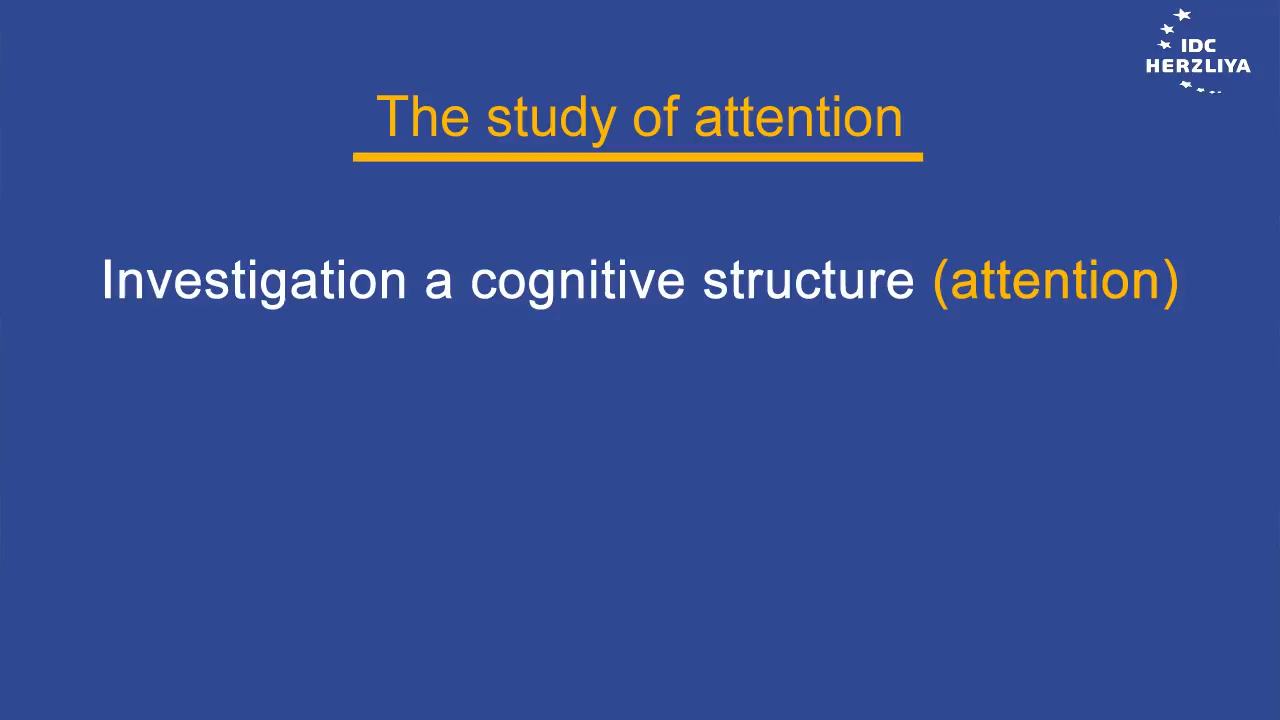 IDC
HERZLIYA
The study of attention
Investigation a cognitive structure (attention)